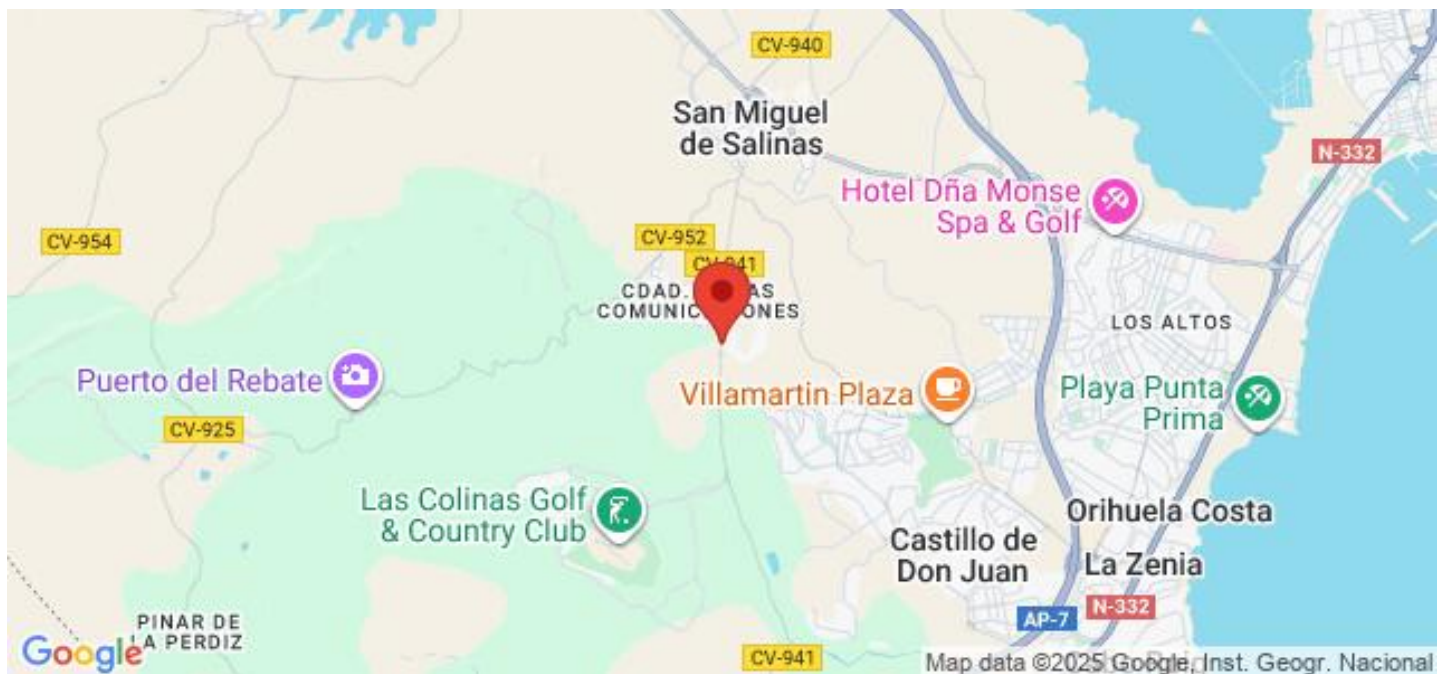 CV-940
San Miguel
de Salinas
N-332
Hotel Dña Monse
Spa & Golf
CV-954
CV-952
CV-941
CDAD. AS
COMUNIC ONES
LOS ALTOS
Puerto del Rebate
Villamartin Plaza
Playa Punta
Prima
CV-925
Las Colinas Golf
& Country Club
Orihuela Costa
Castillo de
Don Juan
La Zenia
N-332
AP-7
PINAR DE
LA PERDIZ
Google
CV-941
Map data ©2025 Google, Inst. Geogr. Nacional